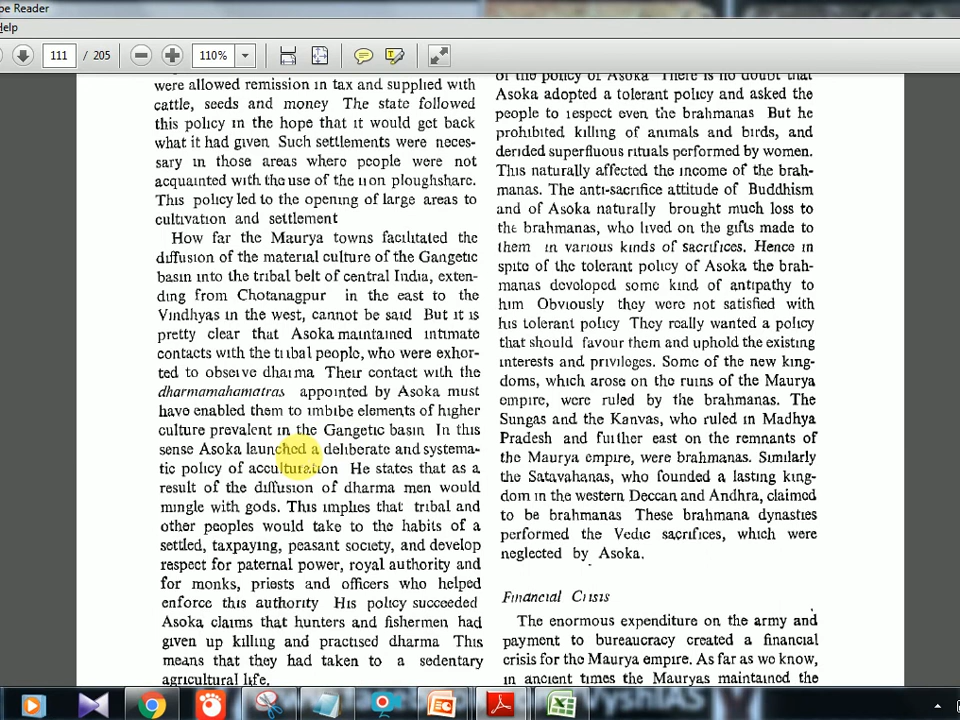 be Reader
Help
111 / 205 110%
were allowed remission in tax and supplied with
cattle, seeds and money The state followed
this policy in the hope that it would get back
what it had given Such settlements were neces-
sary in those areas where people were not
acquainted with the use of the iron ploughshare.
This policy led to the opening of large areas to
cultivation and settlement
How far the Maurya towns facilitated the
diffusion of the material culture of the Gangetic
basin into the tribal belt of central India, exten-
ding from Chotanagpur in the east to the
Vindhyas in the west, cannot be said But it is
pretty clear that Asoka maintained intimate
contacts with the tribal people, who were exhor-
ted to observe dharma Their contact with the
dharmamahamatras appointed by Asoka must
have enabled them to imbibe elements of higher
culture prevalent in the Gangetic basin In this
sense Asoka launched a deliberate and systema-
tic policy of acculturation He states that as a
result of the diffusion of dharma men would
mingle with gods. This implies that tribal and
other peoples would take to the habits of a
settled, taxpaying, peasant society, and develop
respect for paternal power, royal authority and
for monks, priests and officers who helped
enforce this authority His policy succeeded
Asoka claims that hunters and fishermen had
given up killing and practised dharma This
means that they had taken to a sedentary
agricultural life.
of the policy of Asoka There is no doubt that
Asoka adopted a tolerant policy and asked the
people to respect even the brahmanas But he
prohibited killing of animals and birds, and
derided superfluous rituals performed by women.
This naturally affected the income of the brah-
manas. The anti-sacrifice attitude of Buddhism
and of Asoka naturally brought much loss to
the brahmanas, who lived on the gifts made to
them in various kinds of sacrifices. Hence in
spite of the tolerant policy of Asoka the brah-
manas developed some kind of antipathy to
him Obviously they were not satisfied with
his tolerant policy They really wanted a policy
that should favour them and uphold the existing
interests and privileges. Some of the new king-
doms, which arose on the ruins of the Maurya
empire, were ruled by the brahmanas. The
Sungas and the Kanvas, who ruled in Madhya
Pradesh and further east on the remnants of
the Maurya empire, were brahmanas. Similarly
the Satavahanas, who founded a lasting king-
dom in the western Deccan and Andhra, claimed
to be brahmanas These brahmana dynasties
performed the Vedic sacrifices, which were
neglected by Asoka.
Financial Crisis
The enormous expenditure on the army and
payment to bureaucracy created a financial
crisis for the Maurya empire. As far as we know,
in ancient times the Mauryas maintained the